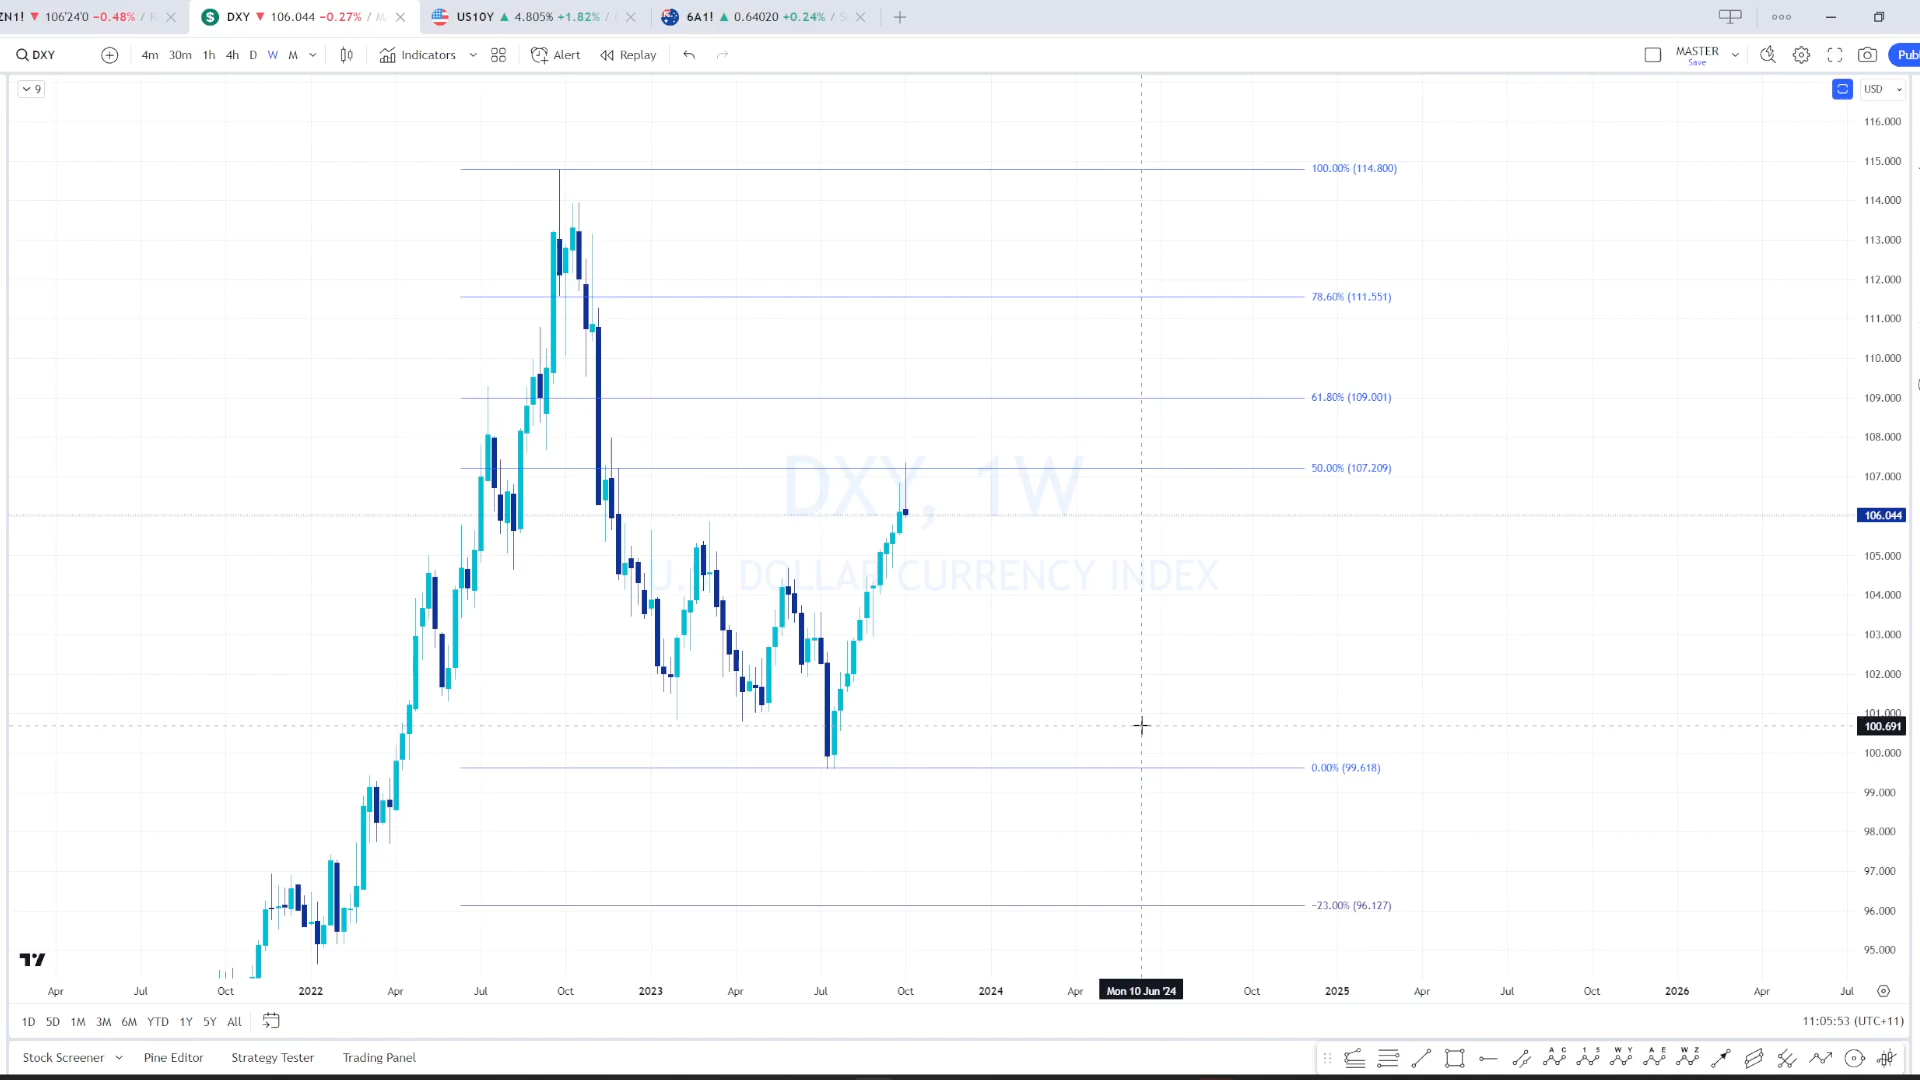 ZN1! ▼ 106'24'0 −0.48% /
DXY ▼ 106.044 −0.27% /
US10Y ▲ 4.805% +1.82% /
6A1! ▲ 0.64020 +0.24% /
DXY
4m 30m 1h 4h D W M
Indicators
Alert
Replay
MASTER
Save
Publ
9
USD
DXY, 1W
U.S. DOLLAR CURRENCY INDEX
116.000
115.000
114.000
113.000
112.000
111.000
110.000
109.000
108.000
107.000
106.044
105.000
104.000
103.000
102.000
101.000
100.691
100.000
99.000
98.000
97.000
96.000
95.000
100.00% (114.800)
78.60% (111.551)
61.80% (109.001)
50.00% (107.209)
0.00% (99.618)
−23.00% (96.127)
Apr Jul Oct 2022 Apr Jul Oct 2023 Apr Jul Oct 2024 Apr Mon 10 Jun '24 Oct 2025 Apr Jul Oct 2026 Apr Jul
1D 5D 1M 3M 6M YTD 1Y 5Y All
11:05:53 (UTC+11)
Stock Screener Pine Editor Strategy Tester Trading Panel